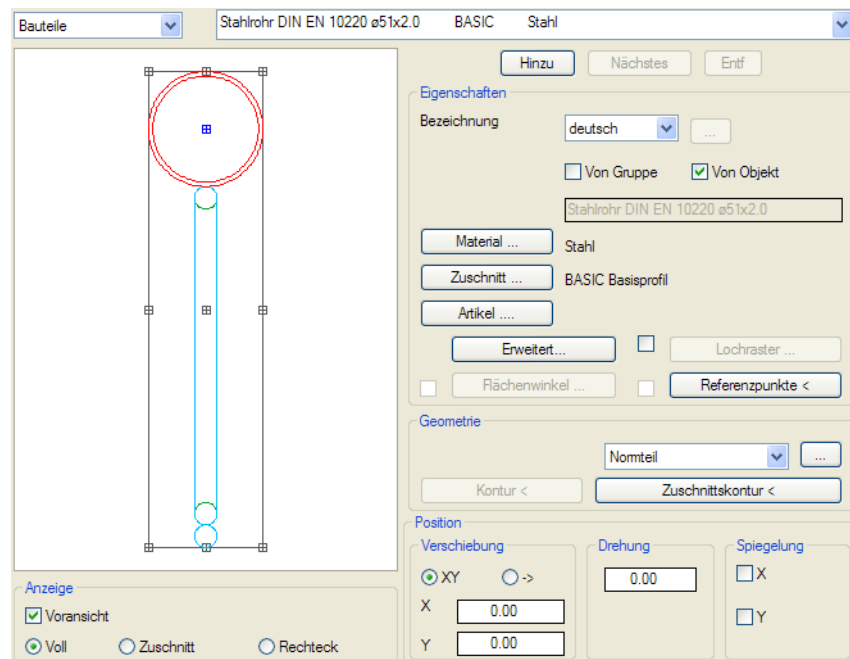 Bauteile
Stahlrohr DIN EN 10220 ø51x2.0 BASIC Stahl
Hinzu Nächstes Entf
Eigenschaften
Bezeichnung
deutsch
...
Von Gruppe Von Objekt
Stahlrohr DIN EN 10220 ø51x2.0
Material ... Stahl
Zuschnitt ... BASIC Basisprofil
Artikel ....
Erweitert... Lochraster ...
Flächenwinkel ... Referenzpunkte <
Geometrie
Normteil ...
Kontur < Zuschnittskontur <
Position
Verschiebung
XY ->
X 0.00
Y 0.00
Drehung
0.00
Spiegelung
X
Y
Anzeige
Voransicht
Voll Zuschnitt Rechteck